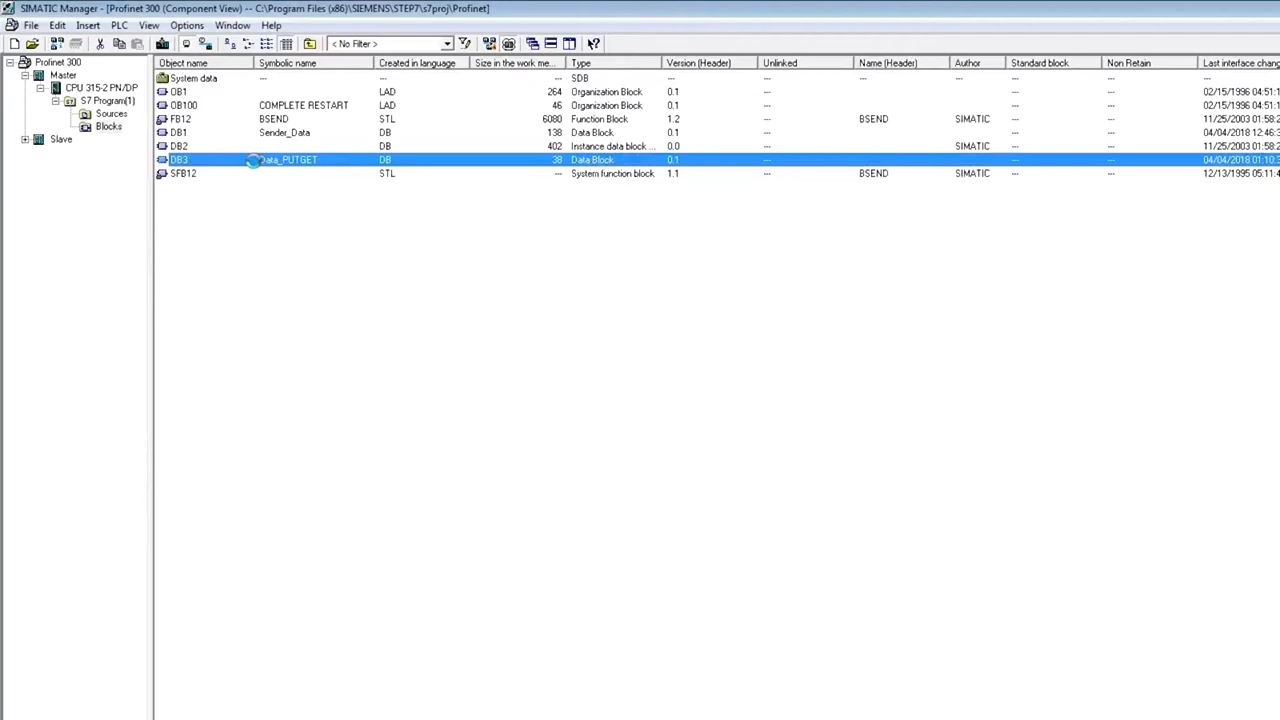 SIMATIC Manager - [Profinet 300 (Component View) -- C:\Program Files (x86)\SIEMENS\STEP7\s7proj\Profinet]
File Edit Insert PLC View Options Window Help
< No Filter >
Profinet 300
Master
CPU 315-2 PN/DP
S7 Program(1)
Sources
Blocks
Slave
Object name Symbolic name Created in language Size in the work me... Type Version (Header) Unlinked Name (Header) Author Standard block Non Retain Last interface chang
System data --- --- --- SDB --- --- --- --- --- --- ---
OB1 LAD 264 Organization Block 0.1 --- --- --- 02/15/1996 04:51:1
OB100 COMPLETE RESTART LAD 46 Organization Block 0.1 --- --- --- 02/15/1996 04:51:1
FB12 BSEND STL 6080 Function Block 1.2 --- BSEND SIMATIC --- --- 11/25/2003 01:58:2
DB1 Sender_Data DB 138 Data Block 0.1 --- --- --- 04/04/2018 12:46:3
DB2 DB 402 Instance data block ... 0.0 --- SIMATIC --- --- 11/25/2003 01:58:2
DB3 Data_PUTGET DB 38 Data Block 0.1 --- --- --- 04/04/2018 01:10:3
SFB12 STL --- System function block 1.1 --- BSEND SIMATIC --- --- 12/13/1995 05:11:4